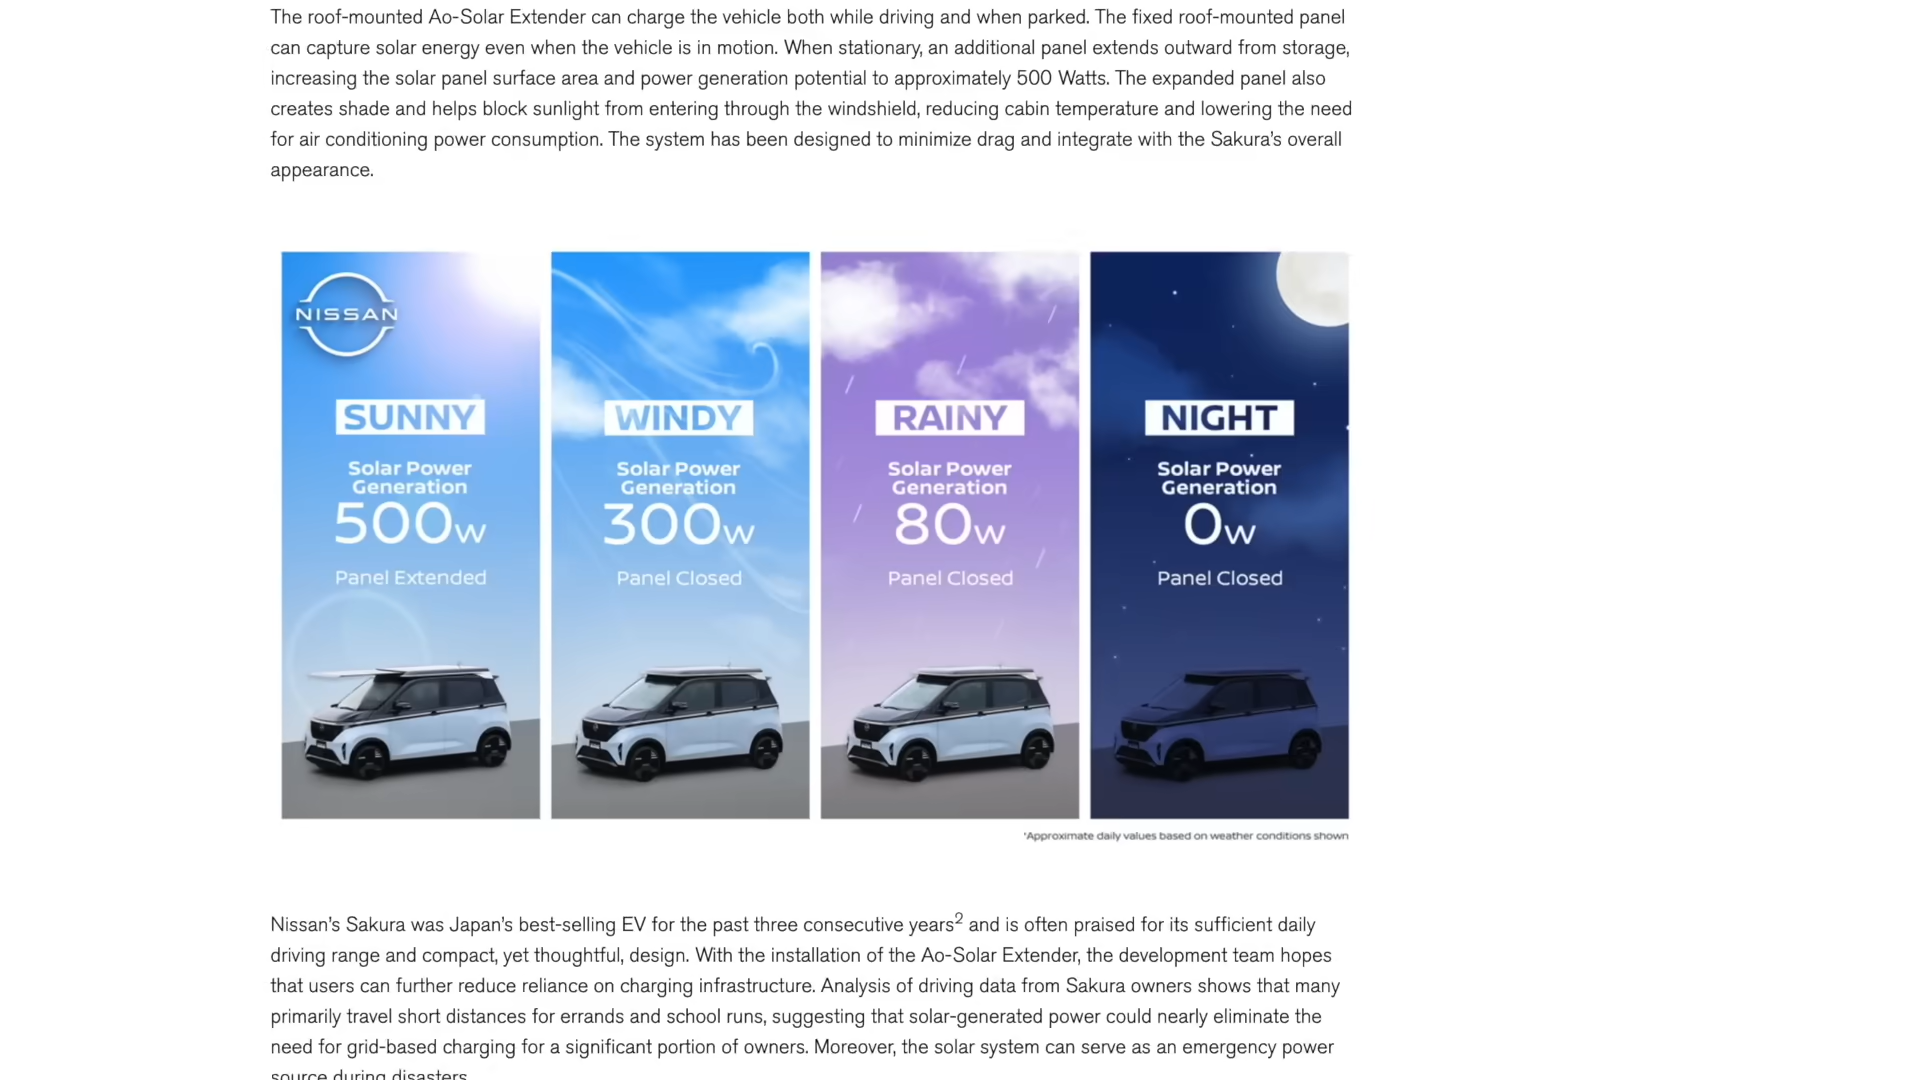 The roof-mounted Ao-Solar Extender can charge the vehicle both while driving and when parked. The fixed roof-mounted panel
can capture solar energy even when the vehicle is in motion. When stationary, an additional panel extends outward from storage,
increasing the solar panel surface area and power generation potential to approximately 500 Watts. The expanded panel also
creates shade and helps block sunlight from entering through the windshield, reducing cabin temperature and lowering the need
for air conditioning power consumption. The system has been designed to minimize drag and integrate with the Sakura’s overall
appearance.
NISSAN
SUNNY
Solar Power
Generation
500w
Panel Extended
WINDY
Solar Power
Generation
300w
Panel Closed
RAINY
Solar Power
Generation
80w
Panel Closed
NIGHT
Solar Power
Generation
0w
Panel Closed
*Approximate daily values based on weather conditions shown
Nissan’s Sakura was Japan’s best-selling EV for the past three consecutive years2 and is often praised for its sufficient daily
driving range and compact, yet thoughtful, design. With the installation of the Ao-Solar Extender, the development team hopes
that users can further reduce reliance on charging infrastructure. Analysis of driving data from Sakura owners shows that many
primarily travel short distances for errands and school runs, suggesting that solar-generated power could nearly eliminate the
need for grid-based charging for a significant portion of owners. Moreover, the solar system can serve as an emergency power
source during disasters.